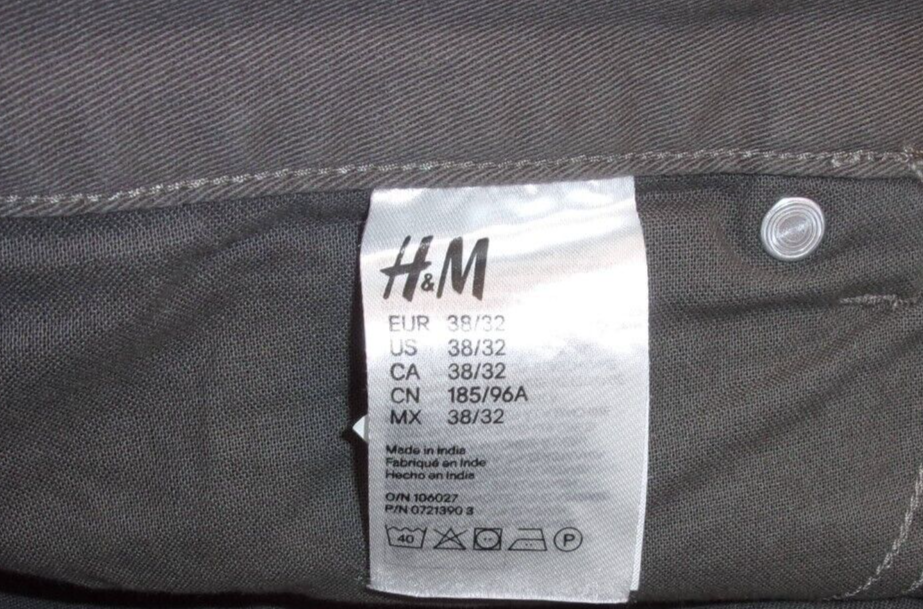 H&M
EUR 38/32
US 38/32
CA 38/32
CN 185/96A
MX 38/32
Made in India
Fabriqué en Inde
Hecho en India
O/N 106027
P/N 0721390 3
40 P